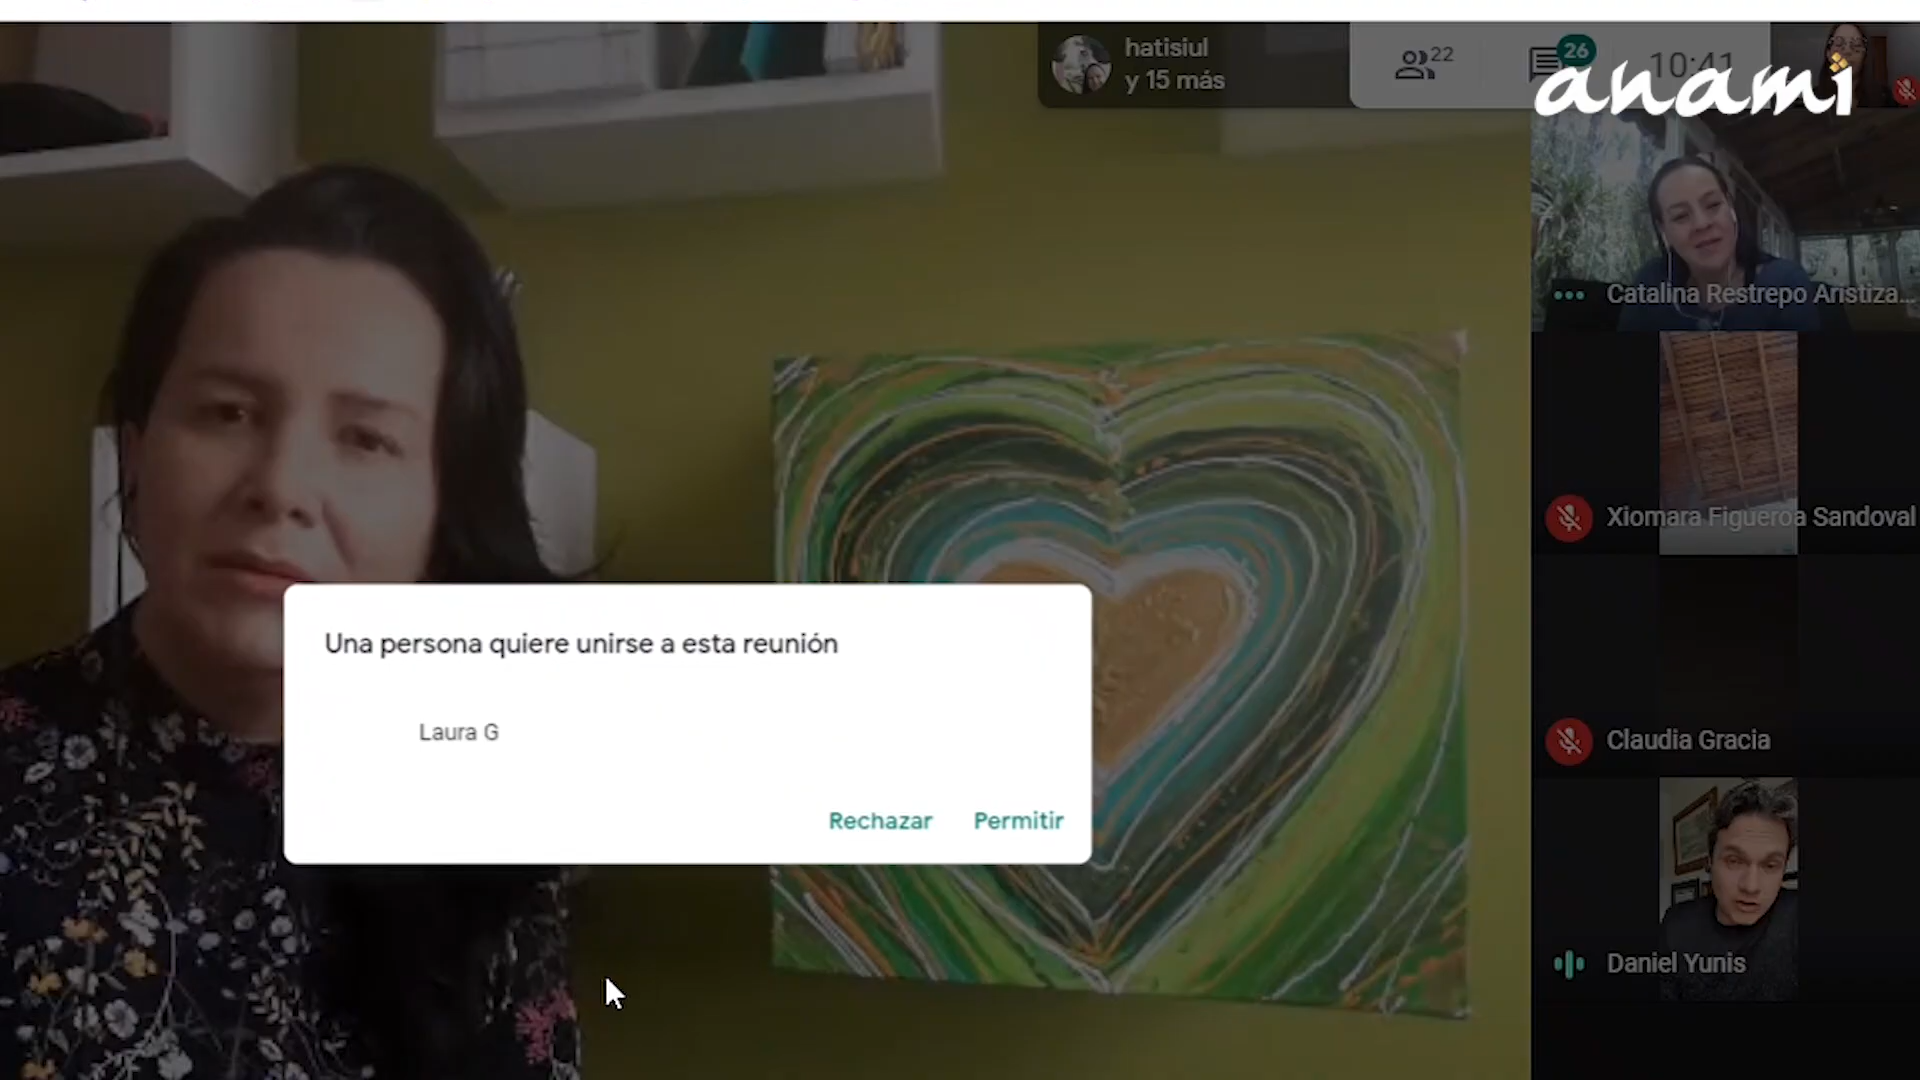 hatisiul
y 15 más
22
26
10:41
anami
Catalina Restrepo Aristiza...
Xiomara Figueroa Sandoval
Claudia Gracia
Daniel Yunis
Una persona quiere unirse a esta reunión
Laura G
Rechazar
Permitir